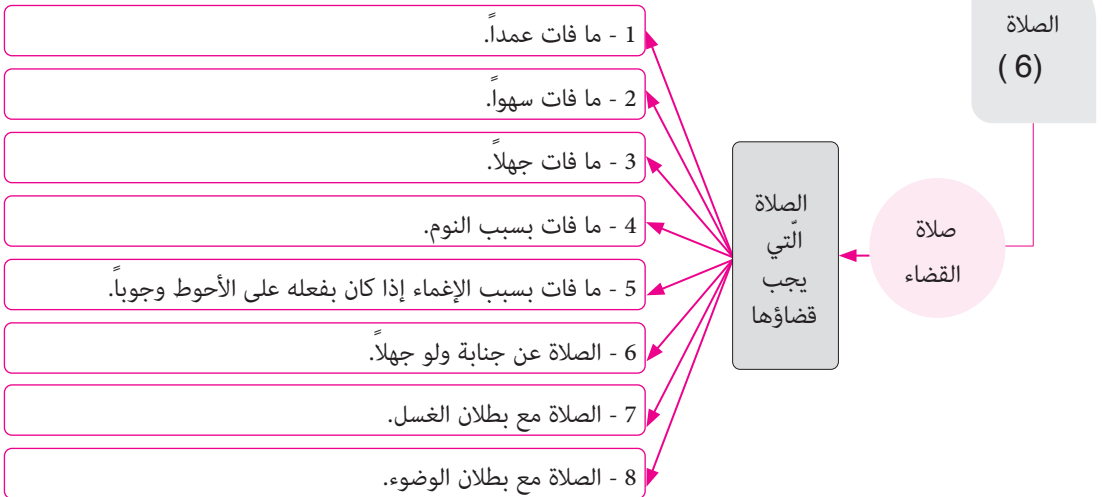 الصلاة
(6)
صلاة
القضاء
الصلاة
الّتي
يجب
قضاؤها
1 - ما فات عمداً.
2 - ما فات سهواً.
3 - ما فات جهلاً.
4 - ما فات بسبب النوم.
5 - ما فات بسبب الإغماء إذا كان بفعله على الأحوط وجوباً.
6 - الصلاة عن جنابة ولو جهلاً.
7 - الصلاة مع بطلان الغسل.
8 - الصلاة مع بطلان الوضوء.